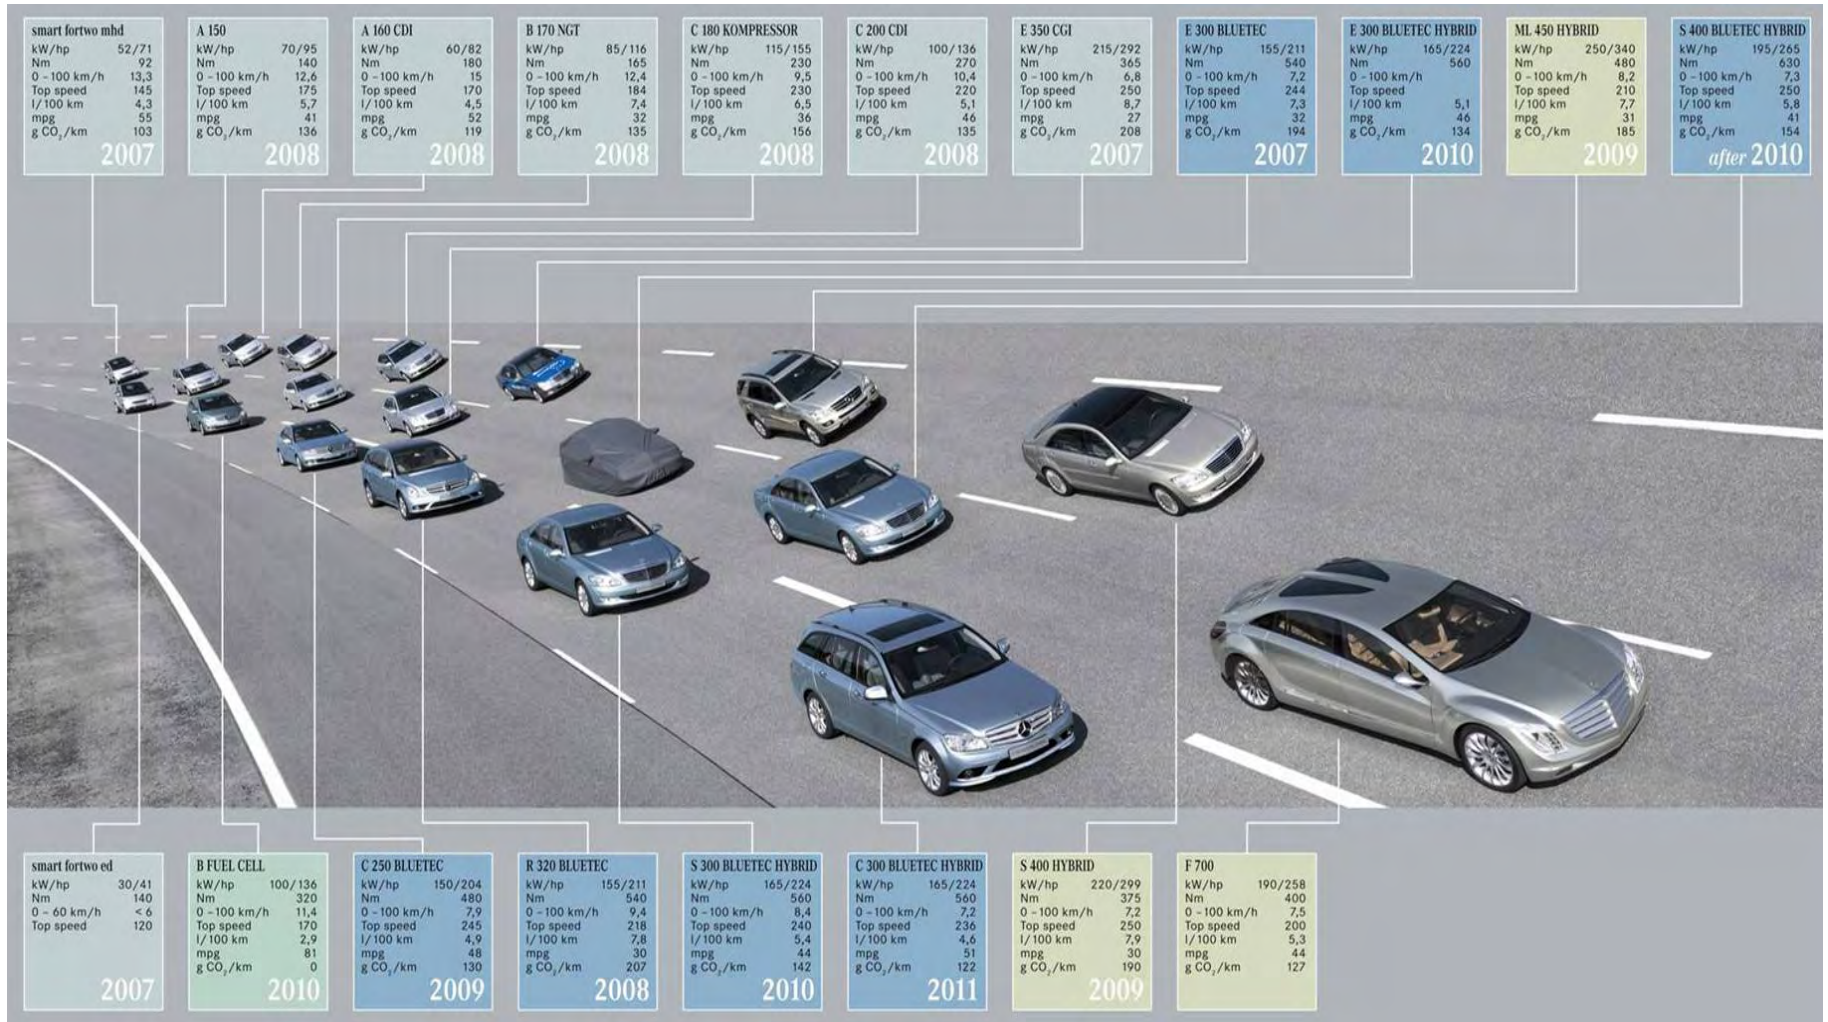 smart fortwo mhd
kW/hp 52/71
Nm 92
0 – 100 km/h 13,3
Top speed 145
l/100 km 4,3
mpg 55
g CO2/km 103
2007
A 150
kW/hp 70/95
Nm 140
0 – 100 km/h 12,6
Top speed 175
l/100 km 5,7
mpg 41
g CO2/km 136
2008
A 160 CDI
kW/hp 60/82
Nm 180
0 – 100 km/h 15
Top speed 170
l/100 km 4,5
mpg 52
g CO2/km 119
2008
B 170 NGT
kW/hp 85/116
Nm 165
0 – 100 km/h 12,4
Top speed 184
l/100 km 7,4
mpg 32
g CO2/km 135
2008
C 180 KOMPRESSOR
kW/hp 115/155
Nm 230
0 – 100 km/h 9,5
Top speed 230
l/100 km 6,5
mpg 36
g CO2/km 156
2008
C 200 CDI
kW/hp 100/136
Nm 270
0 – 100 km/h 10,4
Top speed 220
l/100 km 5,1
mpg 46
g CO2/km 135
2008
E 350 CGI
kW/hp 215/292
Nm 365
0 – 100 km/h 6,8
Top speed 250
l/100 km 8,7
mpg 27
g CO2/km 208
2007
E 300 BLUETEC
kW/hp 155/211
Nm 540
0 – 100 km/h 7,2
Top speed 244
l/100 km 7,3
mpg 32
g CO2/km 194
2007
E 300 BLUETEC HYBRID
kW/hp 165/224
Nm 560
0 – 100 km/h
Top speed
l/100 km 5,1
mpg 46
g CO2/km 134
2010
ML 450 HYBRID
kW/hp 250/340
Nm 480
0 – 100 km/h 8,2
Top speed 210
l/100 km 7,7
mpg 31
g CO2/km 185
2009
S 400 BLUETEC HYBRID
kW/hp 195/265
Nm 630
0 – 100 km/h 7,3
Top speed 250
l/100 km 5,8
mpg 41
g CO2/km 154
after 2010
smart fortwo ed
kW/hp 30/41
Nm 140
0 – 60 km/h < 6
Top speed 120
2007
B FUEL CELL
kW/hp 100/136
Nm 320
0 – 100 km/h 11,4
Top speed 170
l/100 km 2,9
mpg 81
g CO2/km 0
2010
C 250 BLUETEC
kW/hp 150/204
Nm 480
0 – 100 km/h 7,9
Top speed 245
l/100 km 4,9
mpg 48
g CO2/km 130
2009
R 320 BLUETEC
kW/hp 155/211
Nm 540
0 – 100 km/h 9,4
Top speed 218
l/100 km 7,8
mpg 30
g CO2/km 207
2008
S 300 BLUETEC HYBRID
kW/hp 165/224
Nm 560
0 – 100 km/h 8,4
Top speed 240
l/100 km 5,4
mpg 44
g CO2/km 142
2010
C 300 BLUETEC HYBRID
kW/hp 165/224
Nm 560
0 – 100 km/h 7,2
Top speed 236
l/100 km 4,6
mpg 51
g CO2/km 122
2011
S 400 HYBRID
kW/hp 220/299
Nm 375
0 – 100 km/h 7,2
Top speed 250
l/100 km 7,9
mpg 30
g CO2/km 190
2009
F 700
kW/hp 190/258
Nm 400
0 – 100 km/h 7,5
Top speed 200
l/100 km 5,3
mpg 44
g CO2/km 127